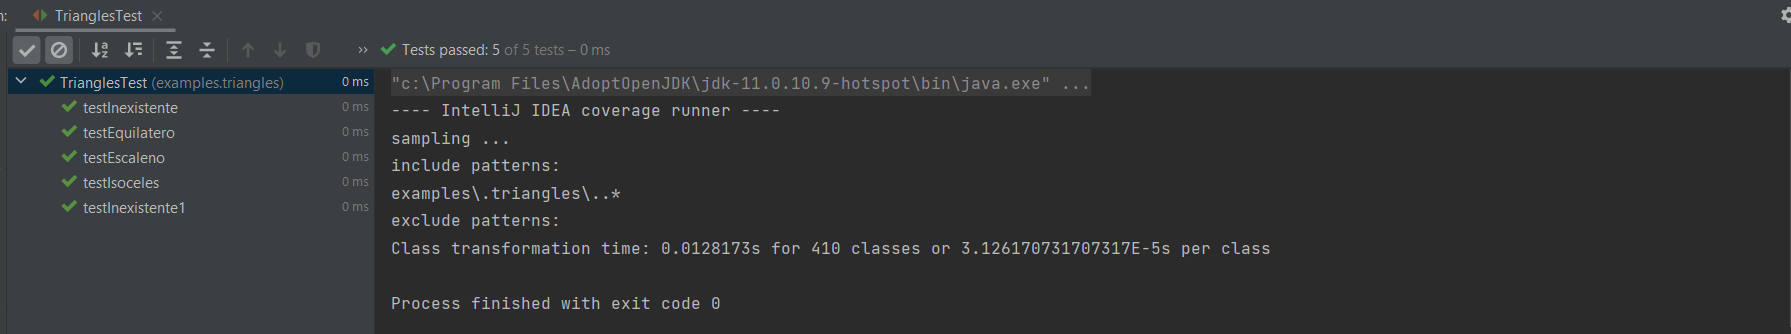 n: TrianglesTest
Tests passed: 5 of 5 tests – 0 ms
TrianglesTest (examples.triangles) 0 ms
testInexistente 0 ms
testEquilatero 0 ms
testEscaleno 0 ms
testIsoceles 0 ms
testInexistente1 0 ms
"c:\Program Files\AdoptOpenJDK\jdk-11.0.10.9-hotspot\bin\java.exe" ...
---- IntelliJ IDEA coverage runner ----
sampling ...
include patterns:
examples\.triangles\..*
exclude patterns:
Class transformation time: 0.0128173s for 410 classes or 3.126170731707317E-5s per class
Process finished with exit code 0